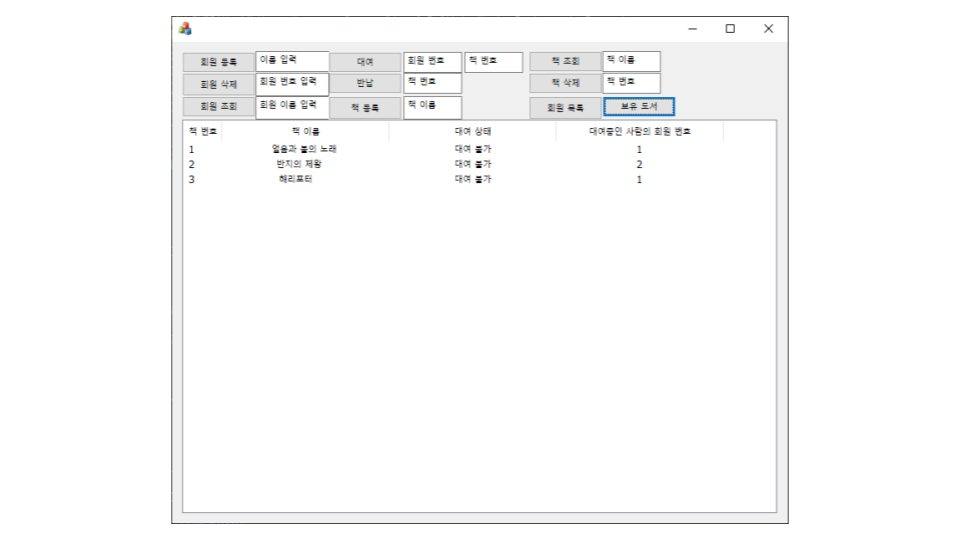 회원 등록 이름 입력 대여 회원 번호 책 번호 책 조회 책 이름
회원 삭제 회원 번호 입력 반납 책 번호 책 삭제 책 번호
회원 조회 회원 이름 입력 책 등록 책 이름 회원 목록 보유 도서
책 번호 책 이름 대여 상태 대여중인 사람의 회원 번호
1 얼음과 불의 노래 대여 불가 1
2 반지의 제왕 대여 불가 2
3 해리포터 대여 불가 1